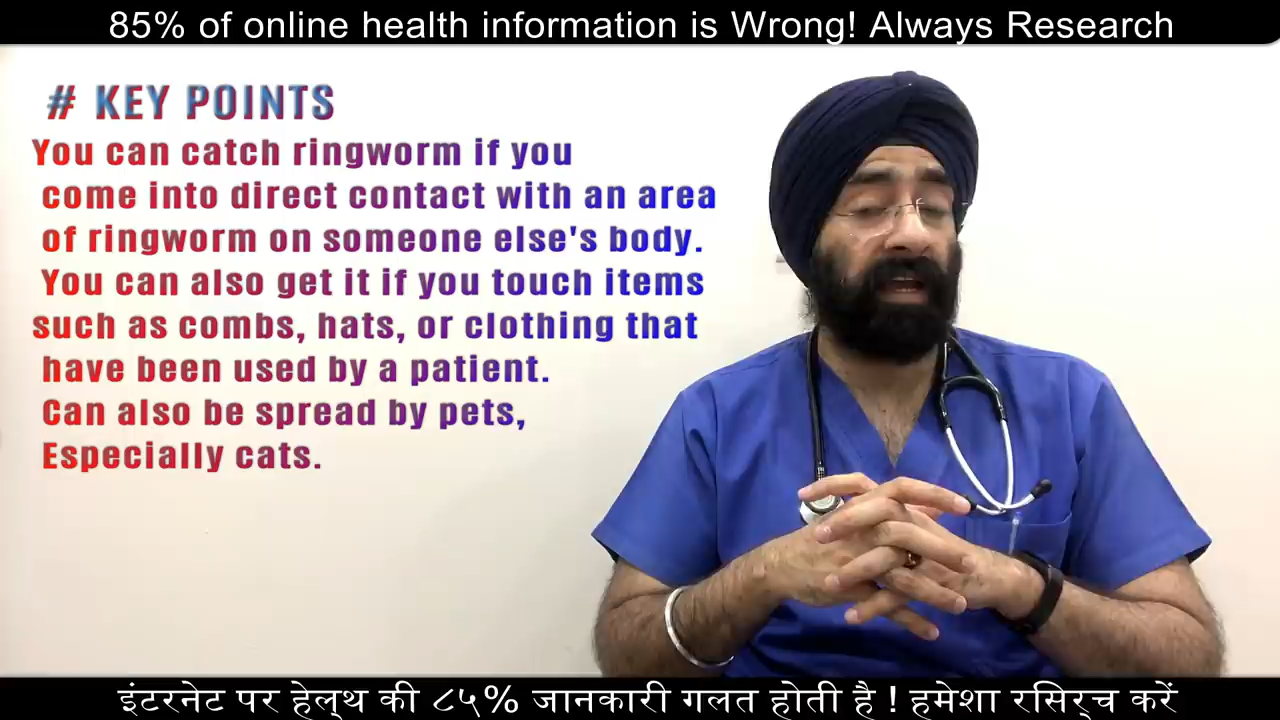 85% of online health information is Wrong! Always Research
# KEY POINTS
You can catch ringworm if you
come into direct contact with an area
of ringworm on someone else's body.
You can also get it if you touch items
such as combs, hats, or clothing that
have been used by a patient.
Can also be spread by pets,
Especially cats.
इंटरनेट पर हेल्थ की ८५% जानकारी गलत होती है ! हमेशा रसिर्च करें